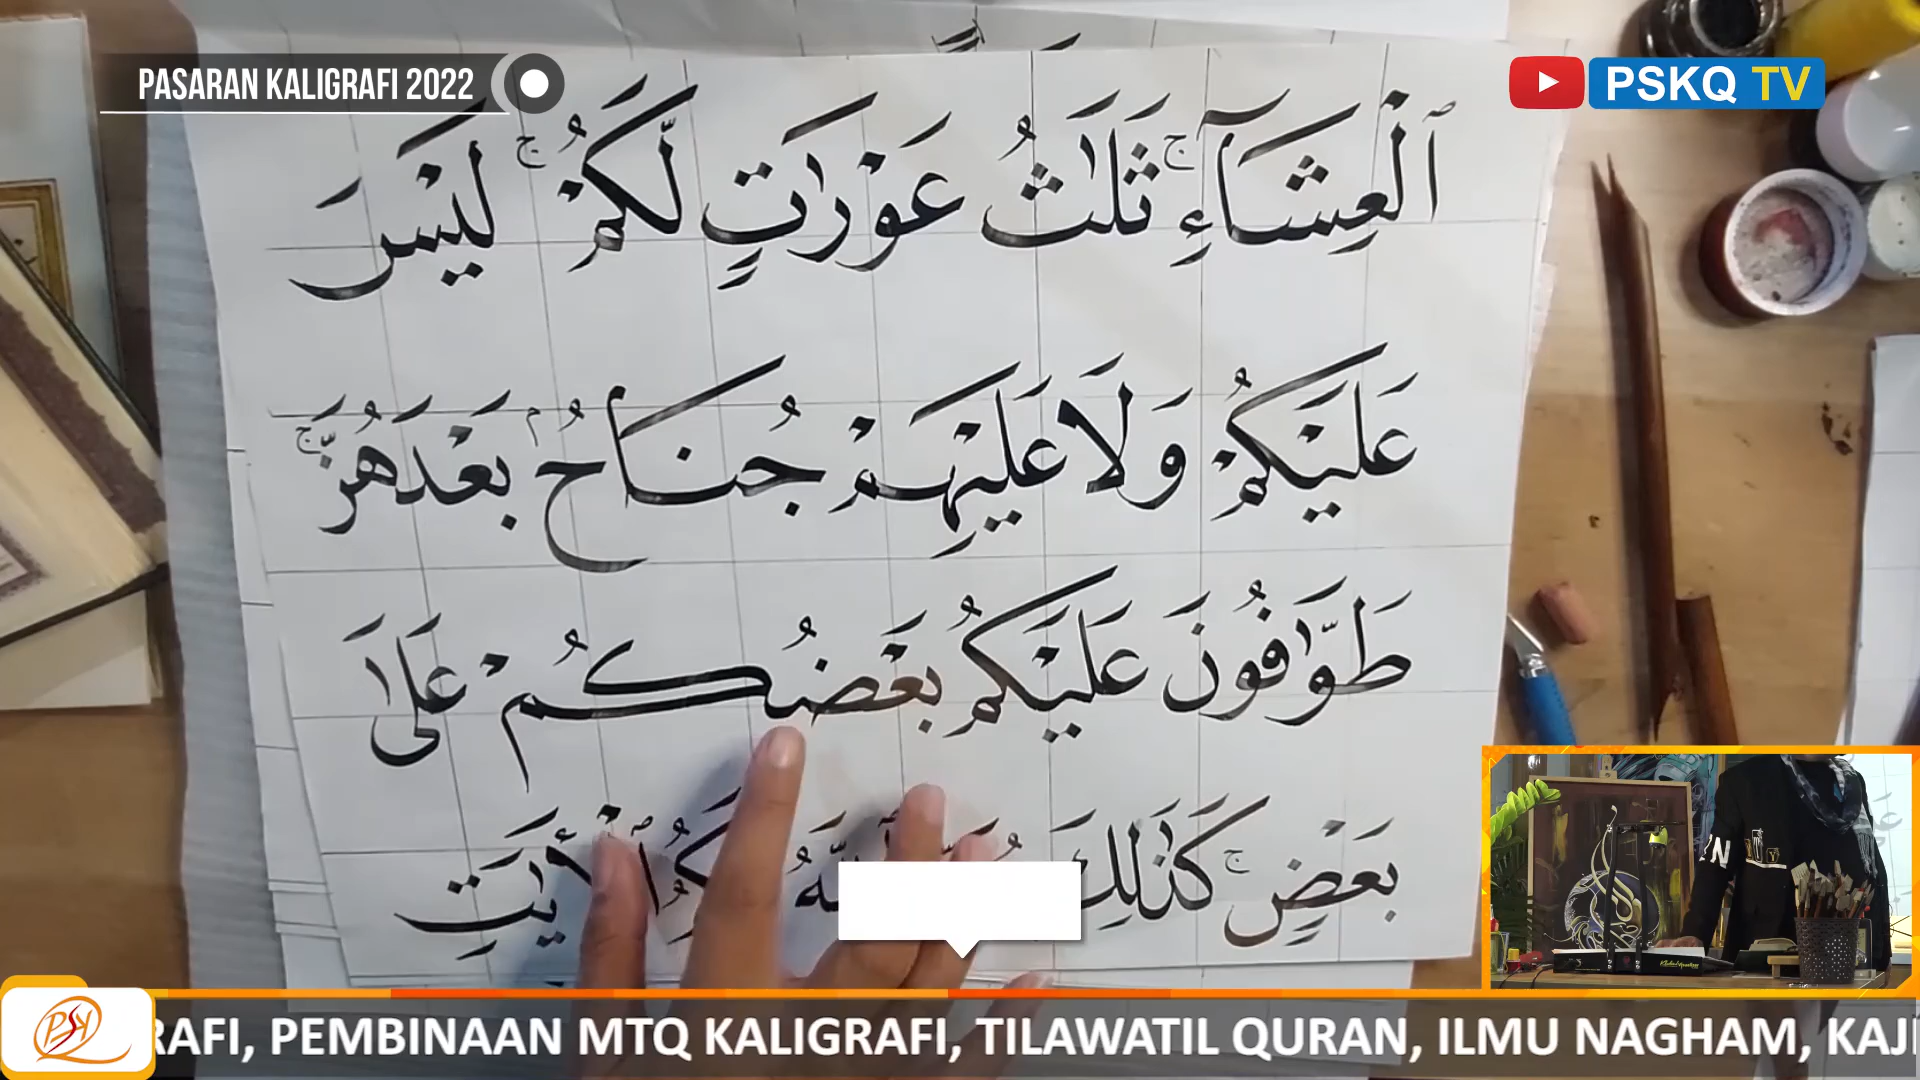 PASARAN KALIGRAFI 2022
PSKQ TV
ٱلْعِشَآءِ ۚ ثَلَٰثُ عَوْرَٰتٍ لَّكُمْ ۚ لَيْسَ
عَلَيْكُمْ وَلَا عَلَيْهِمْ جُنَاحٌۢ بَعْدَهُنَّ ۚ
طَوَّٰفُونَ عَلَيْكُمْ بَعْضُكُمْ عَلَىٰ
بَعْضٍ ۚ كَذَٰلِكَ ٱلْأَيَٰتِ
RAFI, PEMBINAAN MTQ KALIGRAFI, TILAWATIL QURAN, ILMU NAGHAM, KAJI